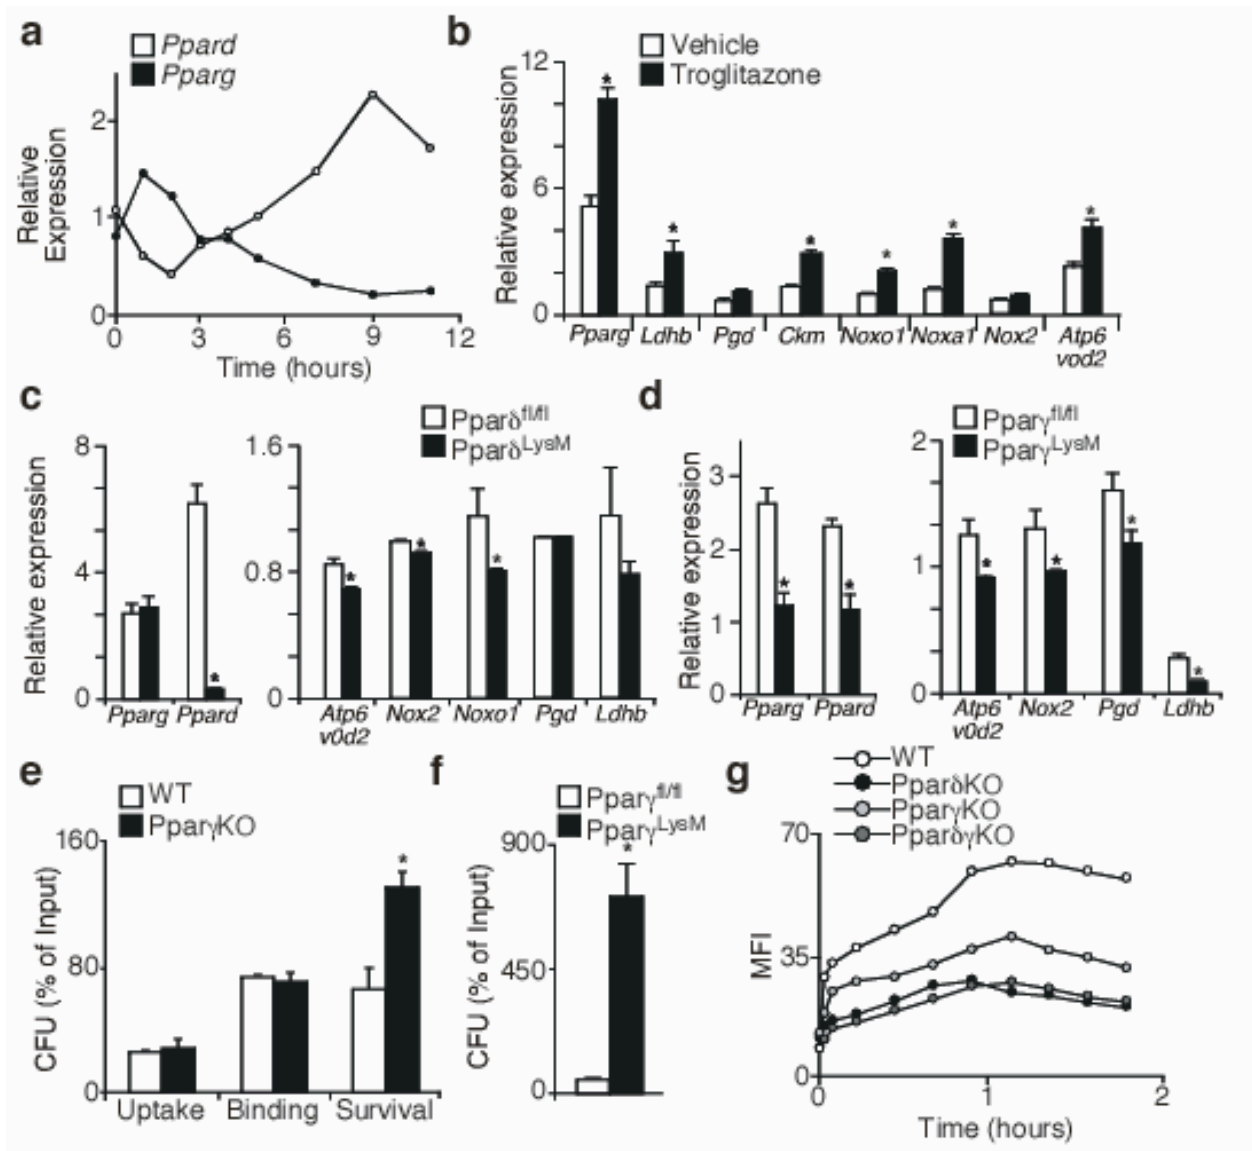 a
Ppard
Pparg
Relative
Expression
2
1
0
0 3 6 9 12
Time (hours)
b
Vehicle
Troglitazone
Relative expression
12
6
0
* * * * * *
Pparg Ldhb Pgd Ckm Noxo1 Noxa1 Nox2 Atp6
vod2
c
Pparδfl/fl
PparδLysM
Relative expression
8
4
0
*
Pparg Ppard
1.6
0.8
0
* * *
Atp6 Nox2 Noxo1 Pgd Ldhb
v0d2
d
Pparγfl/fl
PparγLysM
Relative expression
3
2
1
0
* *
Pparg Ppard
2
1
0
* * * *
Atp6 Nox2 Pgd Ldhb
v0d2
e
WT
PparγKO
CFU (% of Input)
160
80
0
*
Uptake Binding Survival
f
Pparγfl/fl
PparγLysM
CFU (% of Input)
900
450
0
*
g
WT
PparδKO
PparγKO
PparδγKO
MFI
70
35
0
0 1 2
Time (hours)